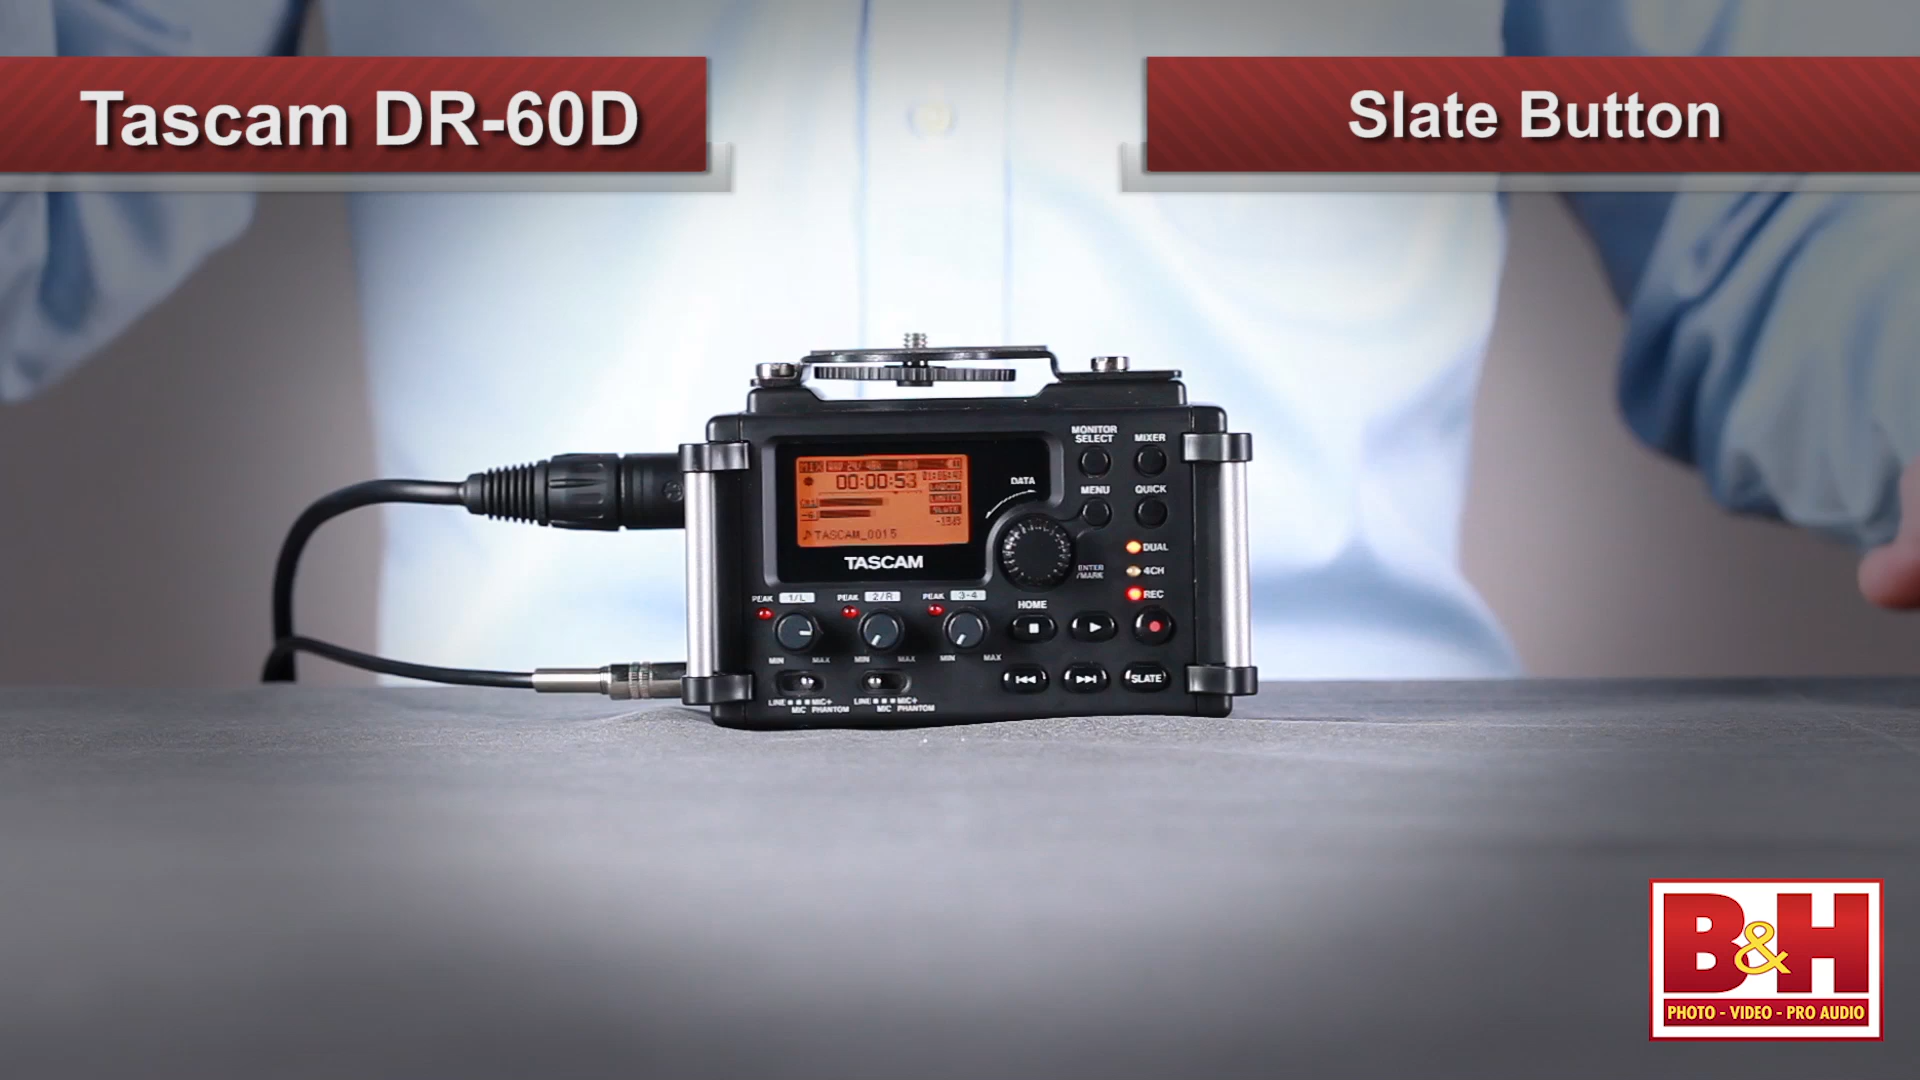 Tascam DR-60D
Slate Button
MONITOR
SELECT
MIXER
00:00:53
DATA
MENU
QUICK
TASCAM_0015
TASCAM
DUAL
4CH
REC
ENTER
/MARK
PEAK 1/L
PEAK 2/R
PEAK 3-4
HOME
MIN MAX
MIN MAX
MIN MAX
SLATE
LINE MIC+
MIC PHANTOM
LINE MIC+
MIC PHANTOM
B&H
PHOTO - VIDEO - PRO AUDIO